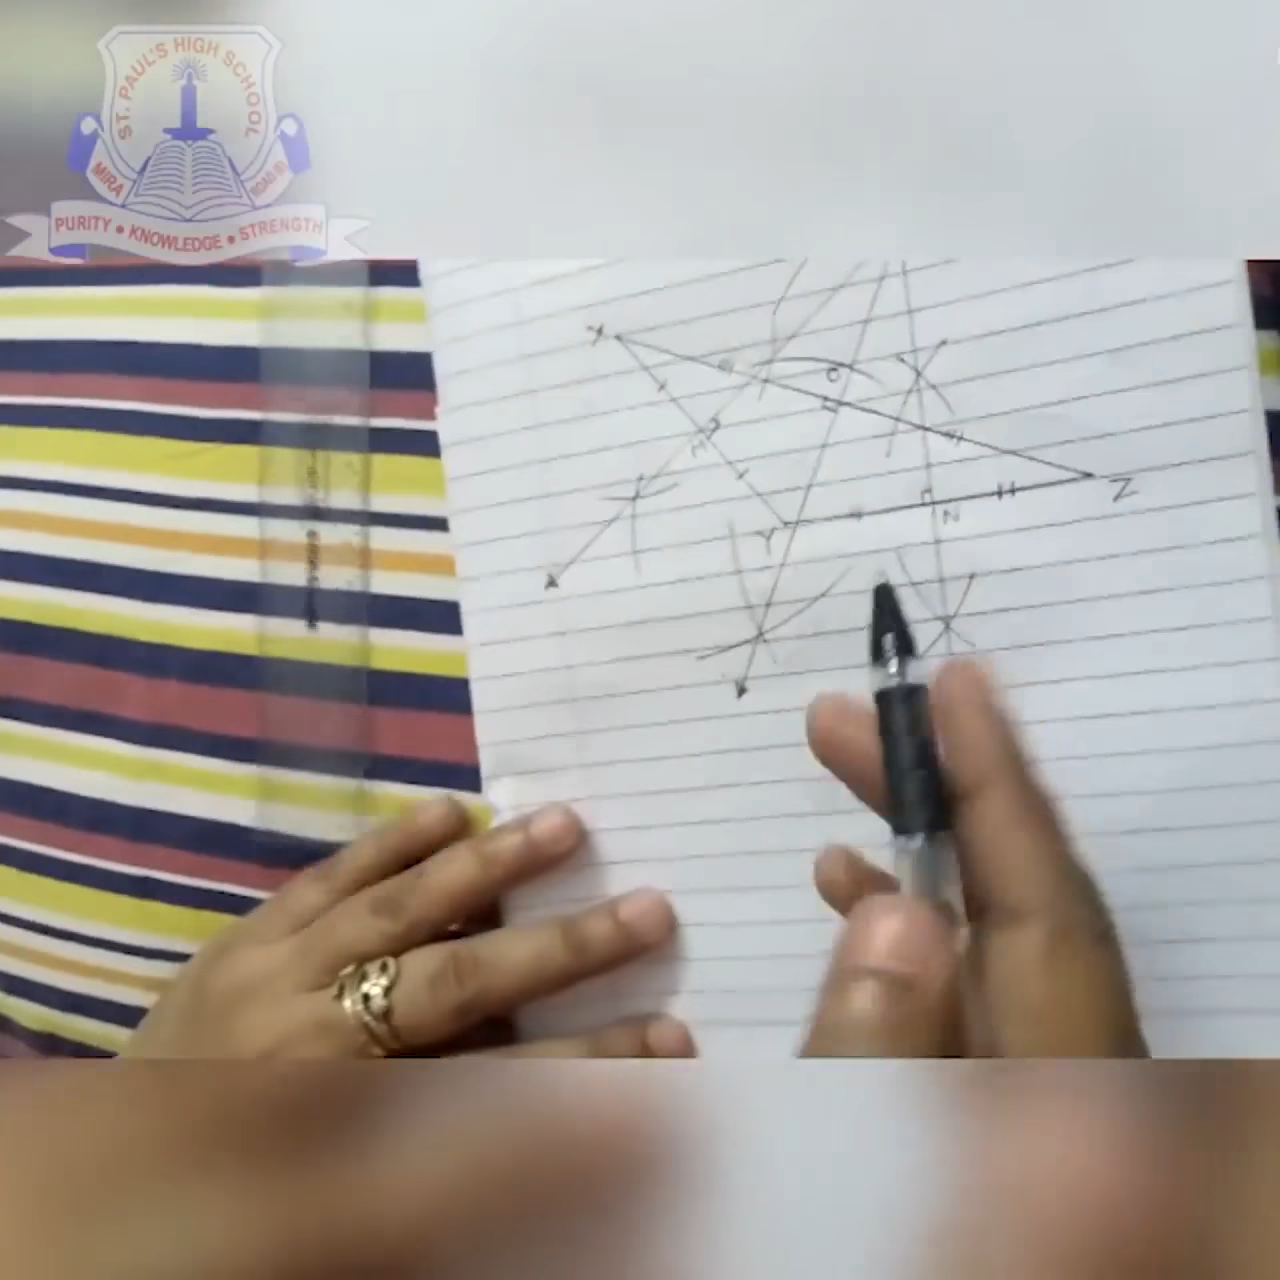 ST. PAUL'S HIGH SCHOOL
MIRA ROAD (E)
PURITY • KNOWLEDGE • STRENGTH
X
O
M
Y
N
Z